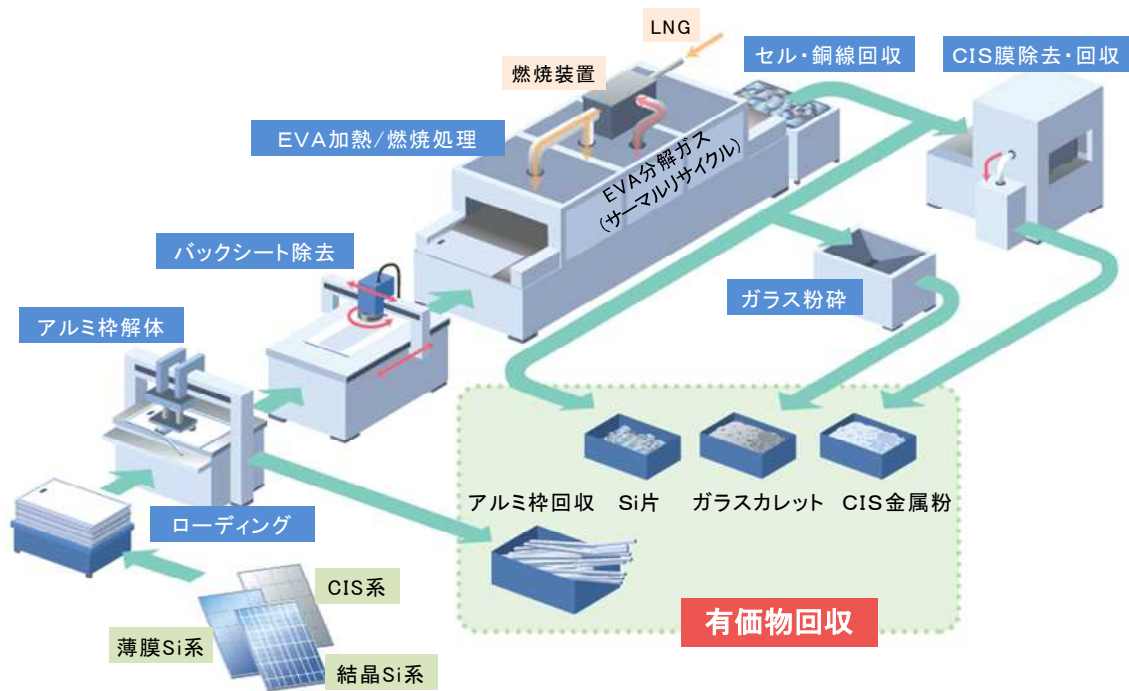 LNG
燃焼装置
セル・銅線回収
CIS膜除去・回収
EVA加熱/燃焼処理
EVA分解ガス
(サーマルリサイクル)
バックシート除去
ガラス粉砕
アルミ枠解体
ローディング
アルミ枠回収
Si片
ガラスカレット
CIS金属粉
有価物回収
CIS系
薄膜Si系
結晶Si系